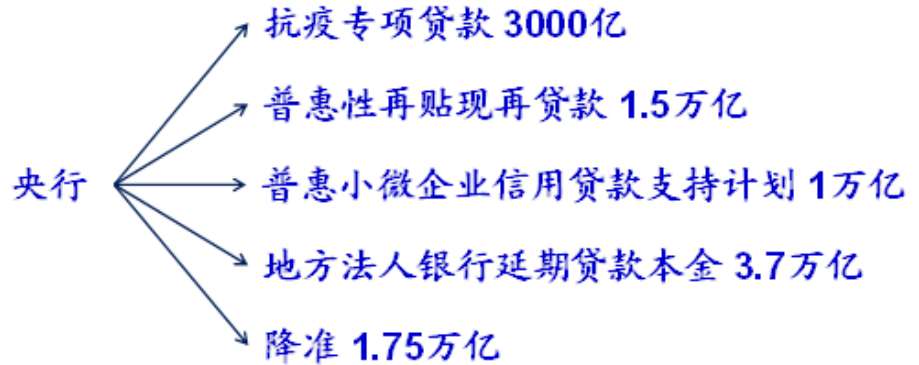 抗疫专项贷款 3000亿
普惠性再贴现再贷款 1.5万亿
央行
普惠小微企业信用贷款支持计划 1万亿
地方法人银行延期贷款本金 3.7万亿
降准 1.75万亿